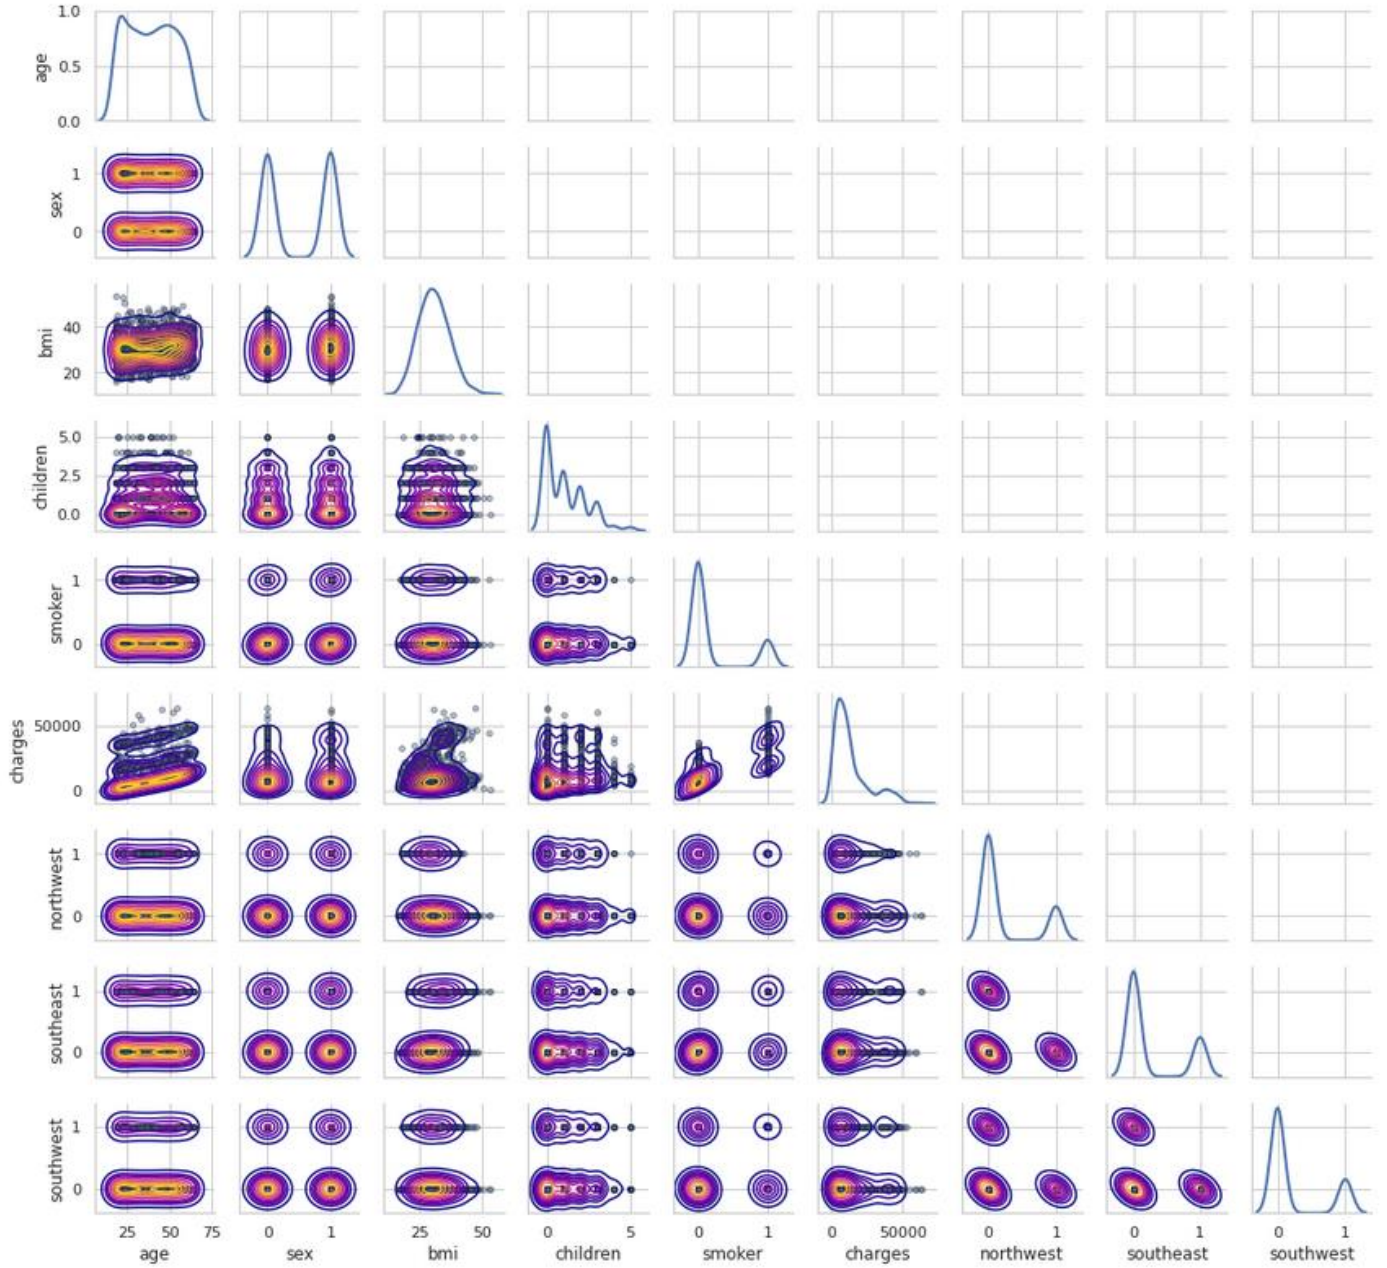 1.0
age
0.5
0.0
1
sex
0
40
bmi
20
5.0
children
2.5
0.0
1
smoker
0
50000
charges
0
1
northwest
0
1
southeast
0
1
southwest
0
25 50 75 0 1 25 50 0 5 0 1 0 50000 0 1 0 1 0 1
age sex bmi children smoker charges northwest southeast southwest